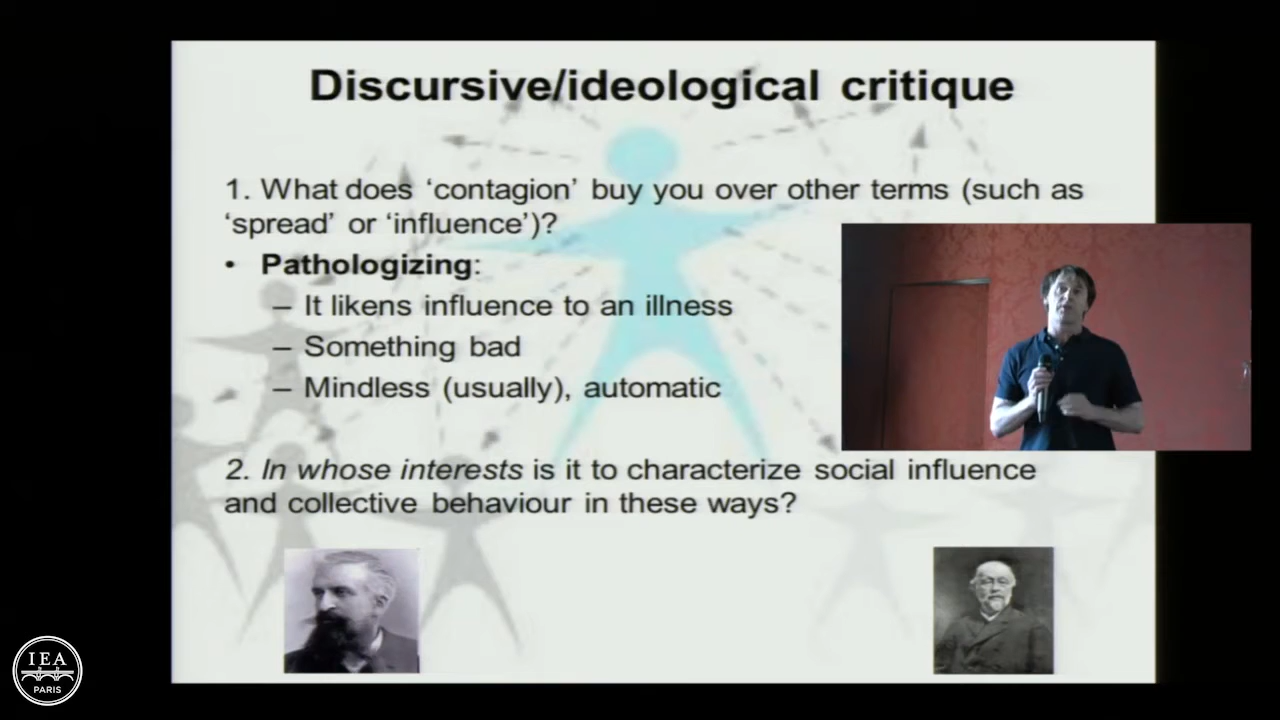 Discursive/ideological critique
1. What does ‘contagion’ buy you over other terms (such as
‘spread’ or ‘influence’)?
• Pathologizing:
– It likens influence to an illness
– Something bad
– Mindless (usually), automatic
2. In whose interests is it to characterize social influence
and collective behaviour in these ways?
IEA
PARIS